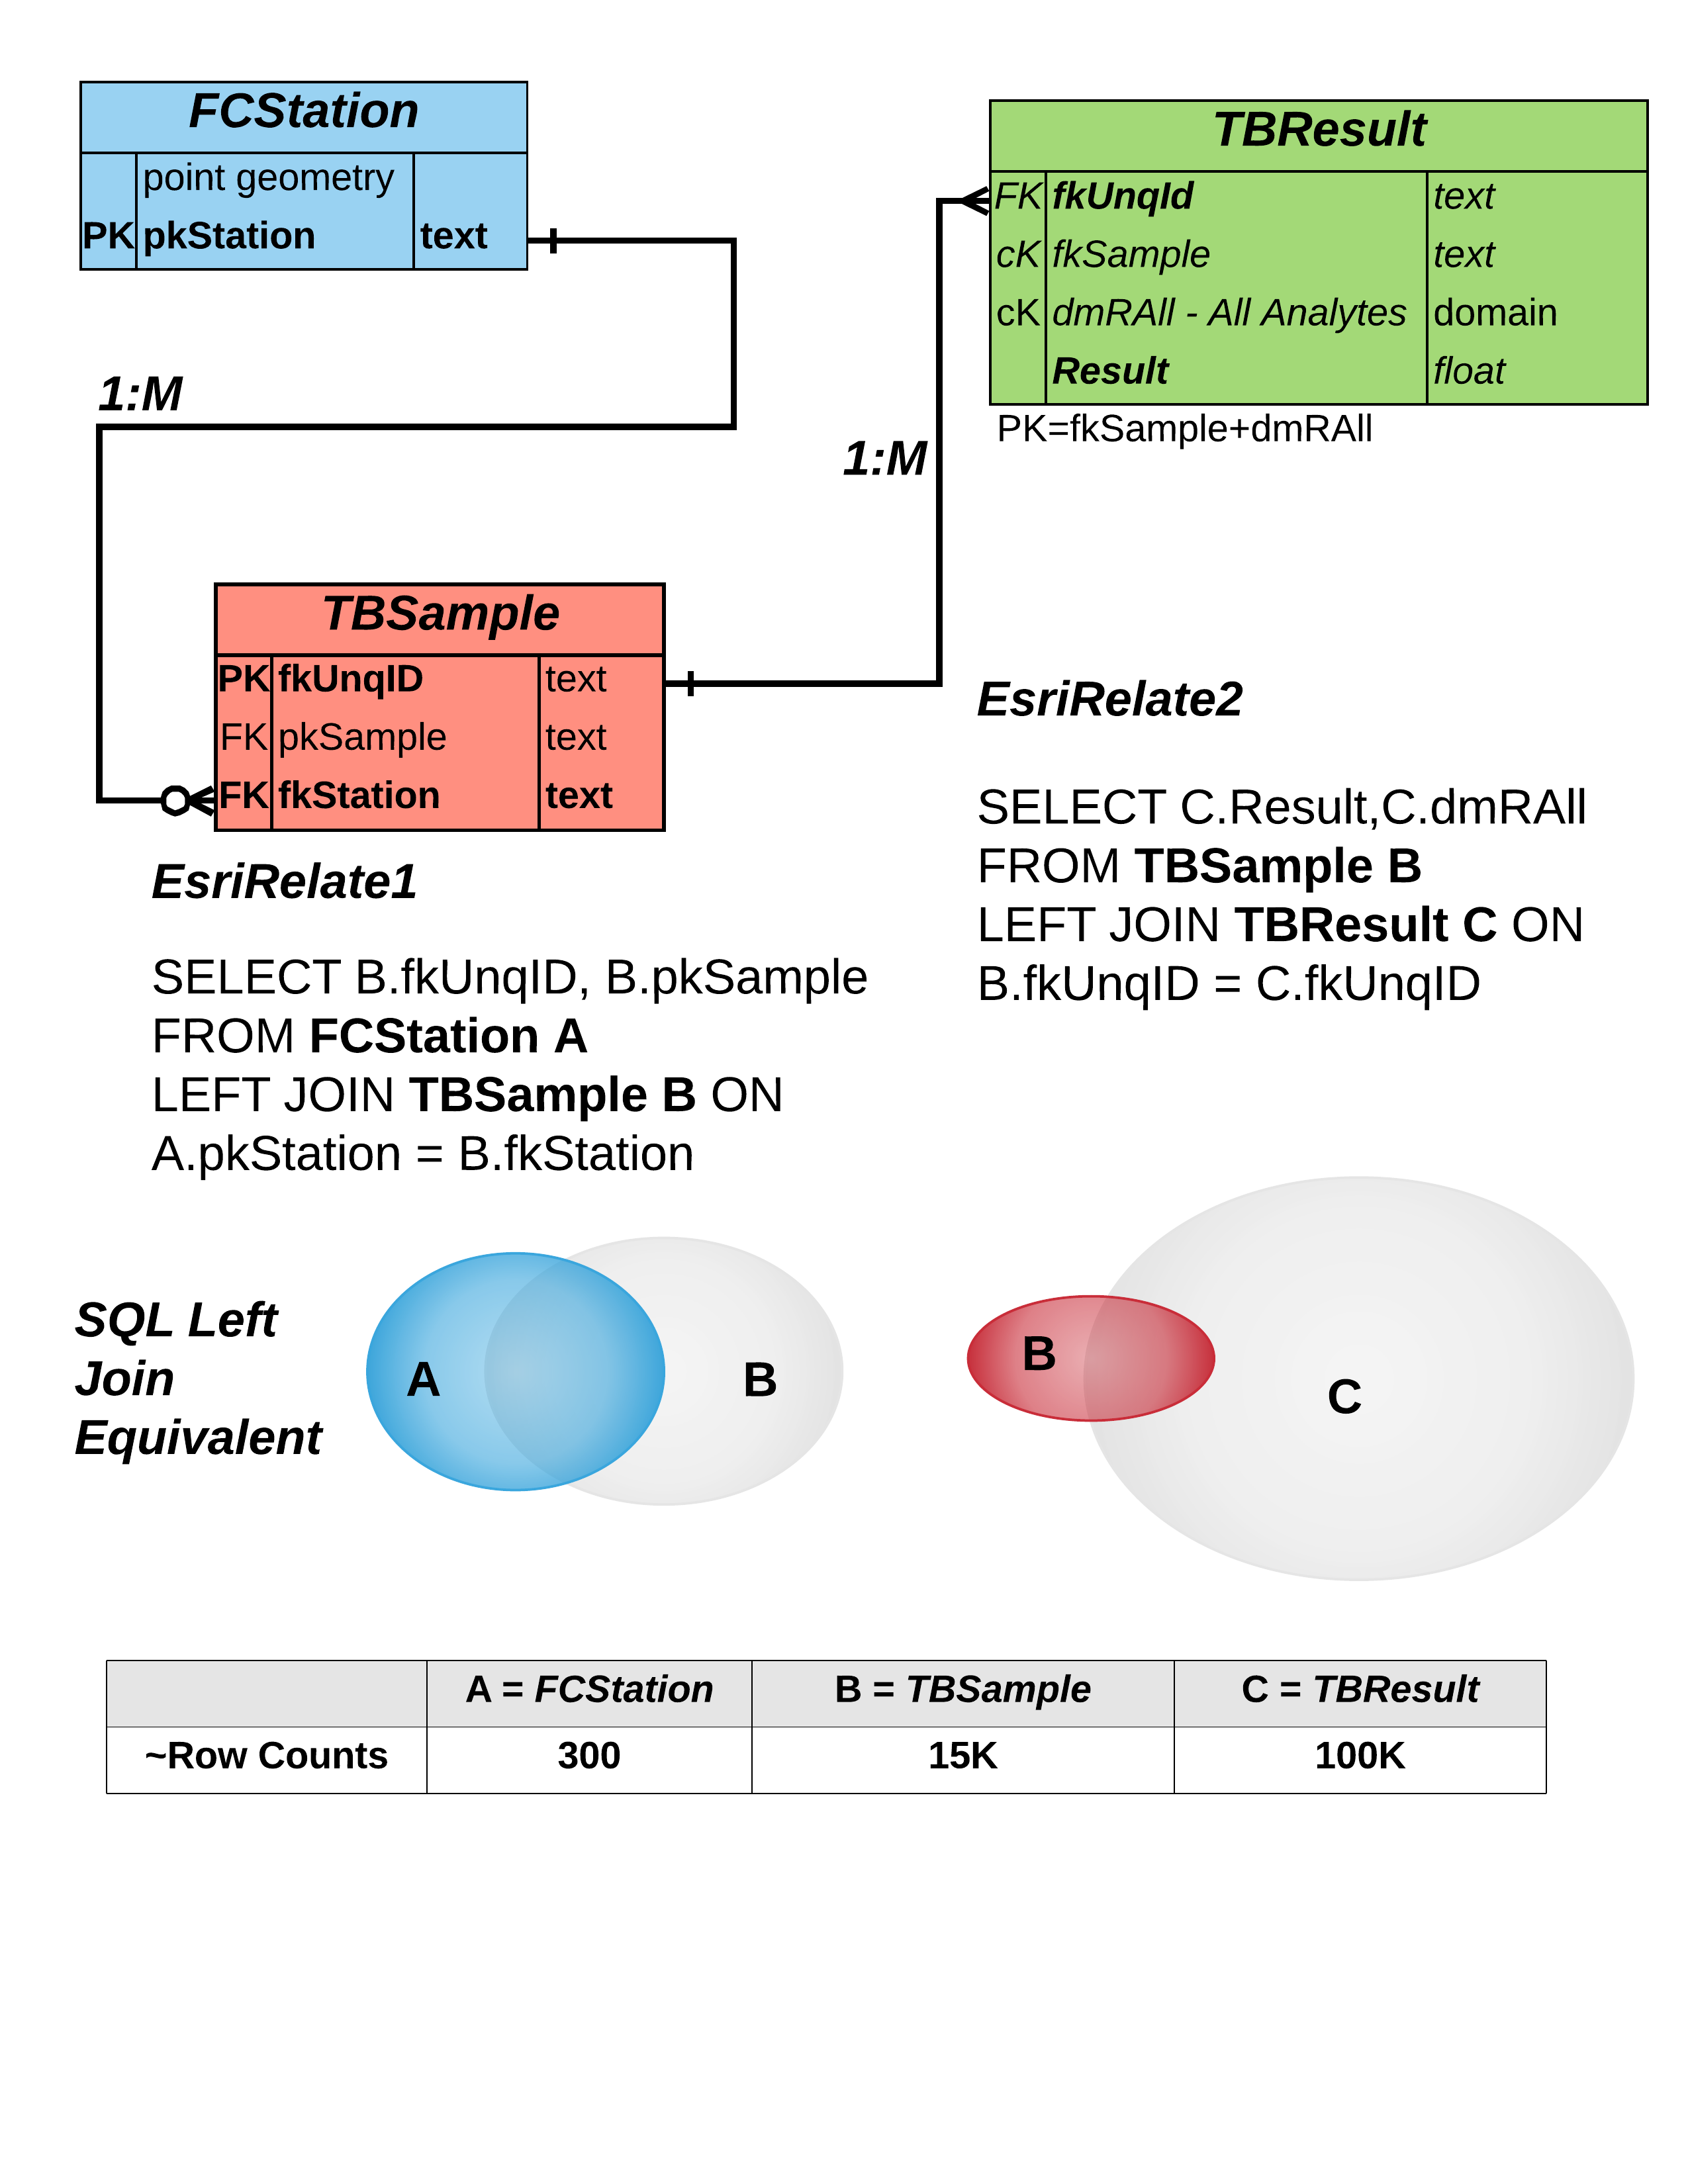 FCStation
point geometry
PK pkStation text
1:M
TBResult
FK fkUnqId text
cK fkSample text
cK dmRAll - All Analytes domain
Result float
PK=fkSample+dmRAll
1:M
TBSample
PK fkUnqID text
FK pkSample text
FK fkStation text
EsriRelate1
SELECT B.fkUnqID, B.pkSample
FROM FCStation A
LEFT JOIN TBSample B ON
A.pkStation = B.fkStation
EsriRelate2
SELECT C.Result,C.dmRAll
FROM TBSample B
LEFT JOIN TBResult C ON
B.fkUnqID = C.fkUnqID
SQL Left
Join
Equivalent
A B
B C
A = FCStation B = TBSample C = TBResult
~Row Counts 300 15K 100K